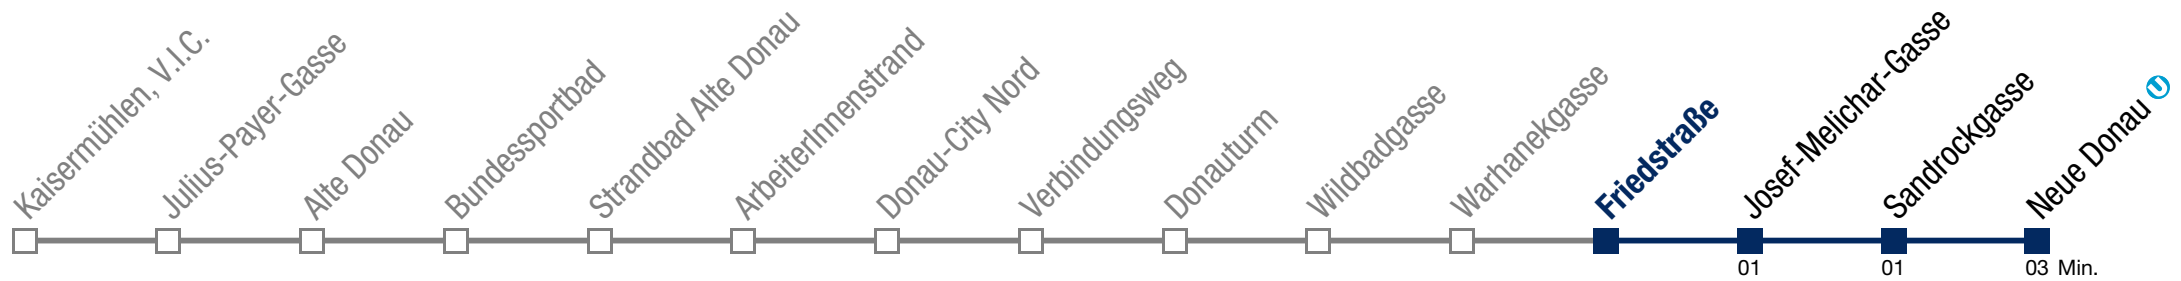 Kaisermühlen, V.I.C.
Julius-Payer-Gasse
Alte Donau
Bundessportbad
Strandbad Alte Donau
ArbeiterInnenstrand
Donau-City Nord
Verbindungsweg
Donauturm
Wildbadgasse
Warhanekgasse
Friedstraße
Josef-Melichar-Gasse
Sandrockgasse
Neue Donau U
01 01 03 Min.